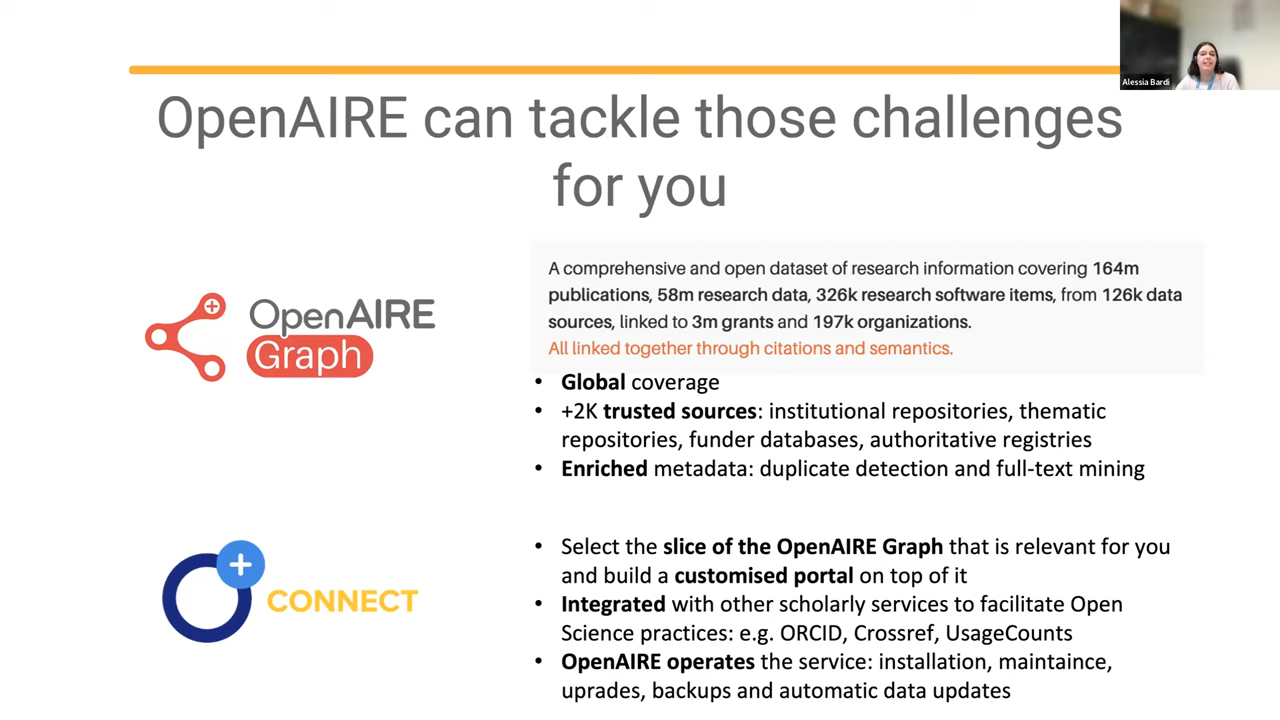 Alessia Bardi
OpenAIRE can tackle those challenges
for you
OpenAIRE
Graph
A comprehensive and open dataset of research information covering 164m
publications, 58m research data, 326k research software items, from 126k data
sources, linked to 3m grants and 197k organizations.
All linked together through citations and semantics.
• Global coverage
• +2K trusted sources: institutional repositories, thematic
repositories, funder databases, authoritative registries
• Enriched metadata: duplicate detection and full-text mining
CONNECT
• Select the slice of the OpenAIRE Graph that is relevant for you
and build a customised portal on top of it
• Integrated with other scholarly services to facilitate Open
Science practices: e.g. ORCID, Crossref, UsageCounts
• OpenAIRE operates the service: installation, maintaince,
uprades, backups and automatic data updates